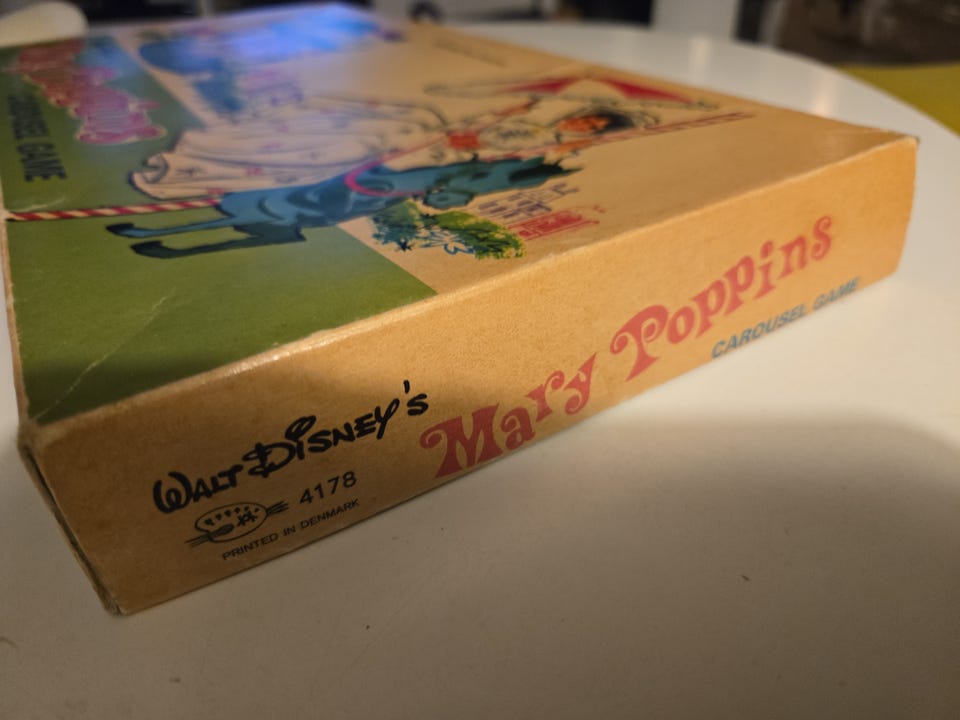 WALT DISNEY'S
Mary Poppins
CAROUSEL GAME
4178
PRINTED IN DENMARK
CAROUSEL GAME